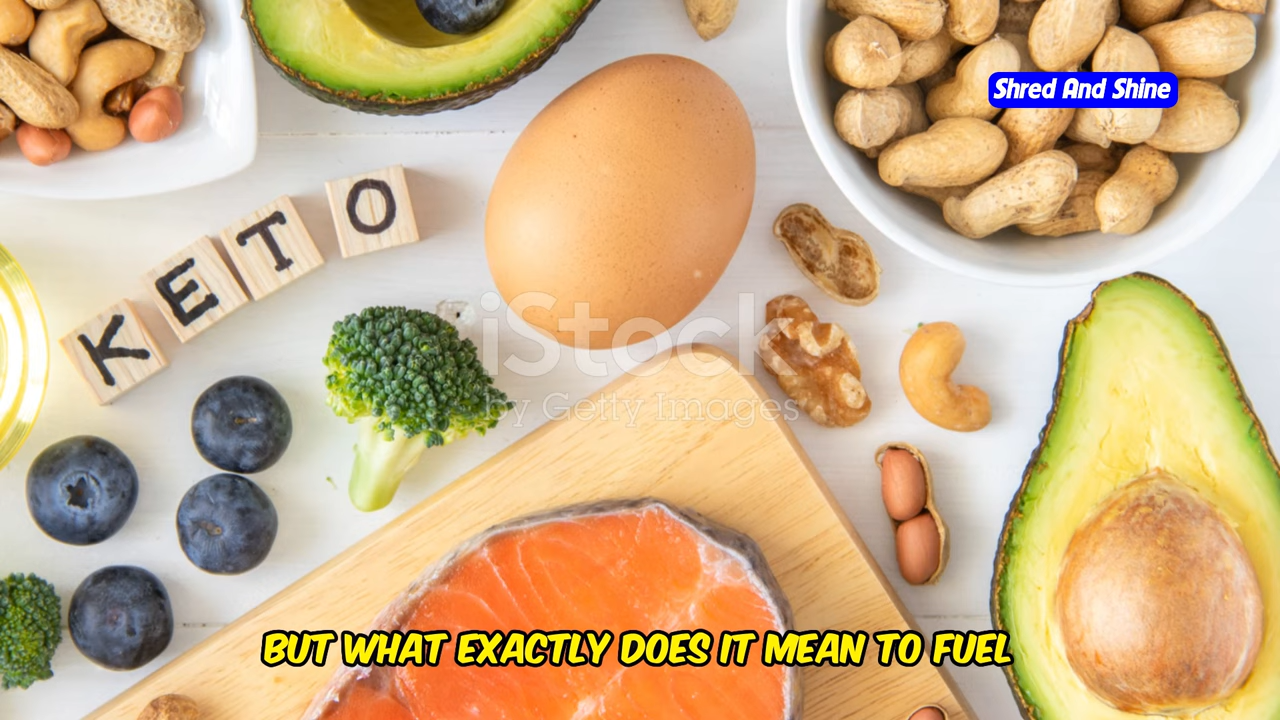 Shred And Shine
KETO
iStock
by Getty Images
BUT WHAT EXACTLY DOES IT MEAN TO FUEL